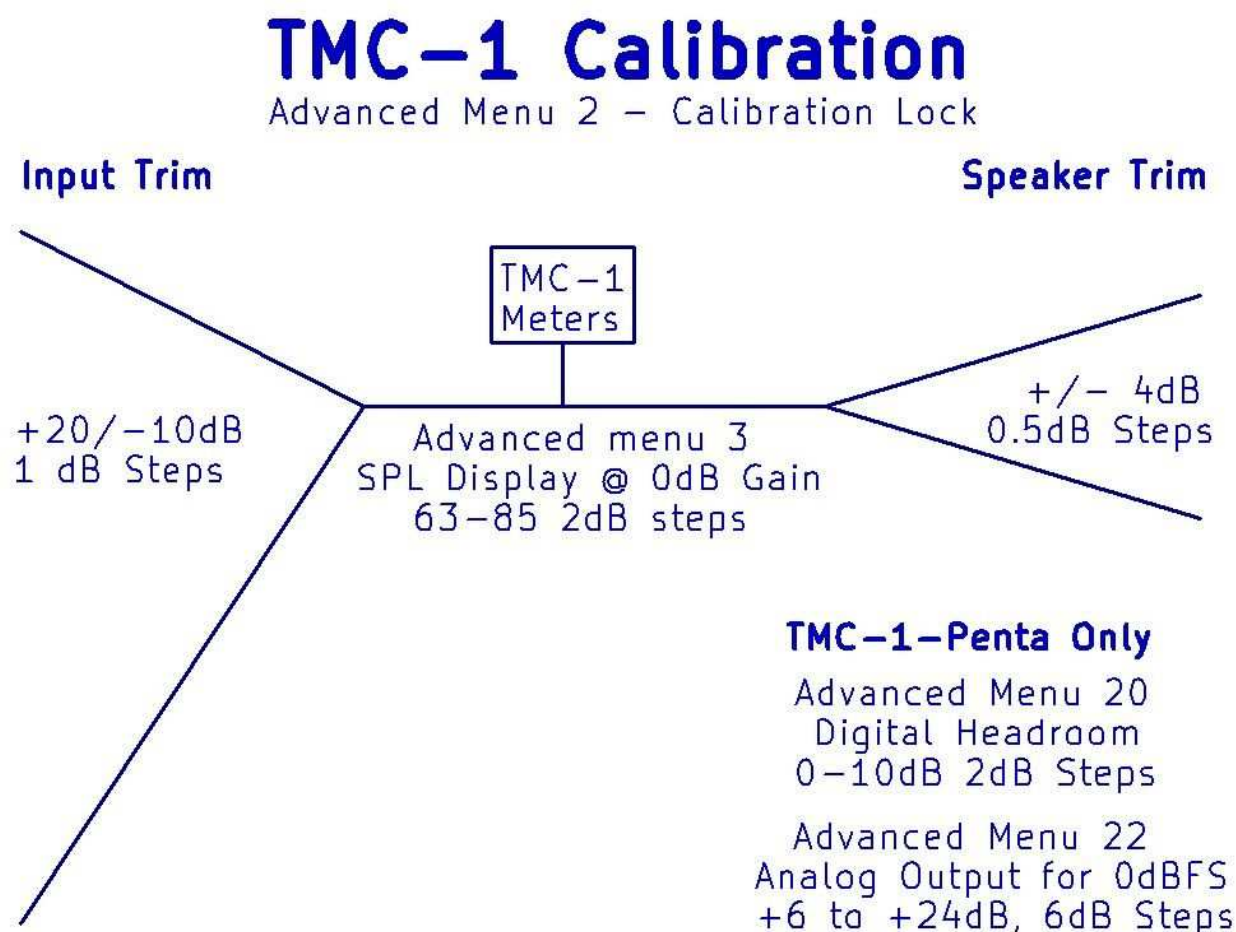 TMC-1 Calibration
Advanced Menu 2 - Calibration Lock
Input Trim
Speaker Trim
TMC-1
Meters
+20/-10dB
1 dB Steps
Advanced menu 3
SPL Display @ 0dB Gain
63-85 2dB steps
+/- 4dB
0.5dB Steps
TMC-1-Penta Only
Advanced Menu 20
Digital Headroom
0-10dB 2dB Steps
Advanced Menu 22
Analog Output for 0dBFS
+6 to +24dB, 6dB Steps